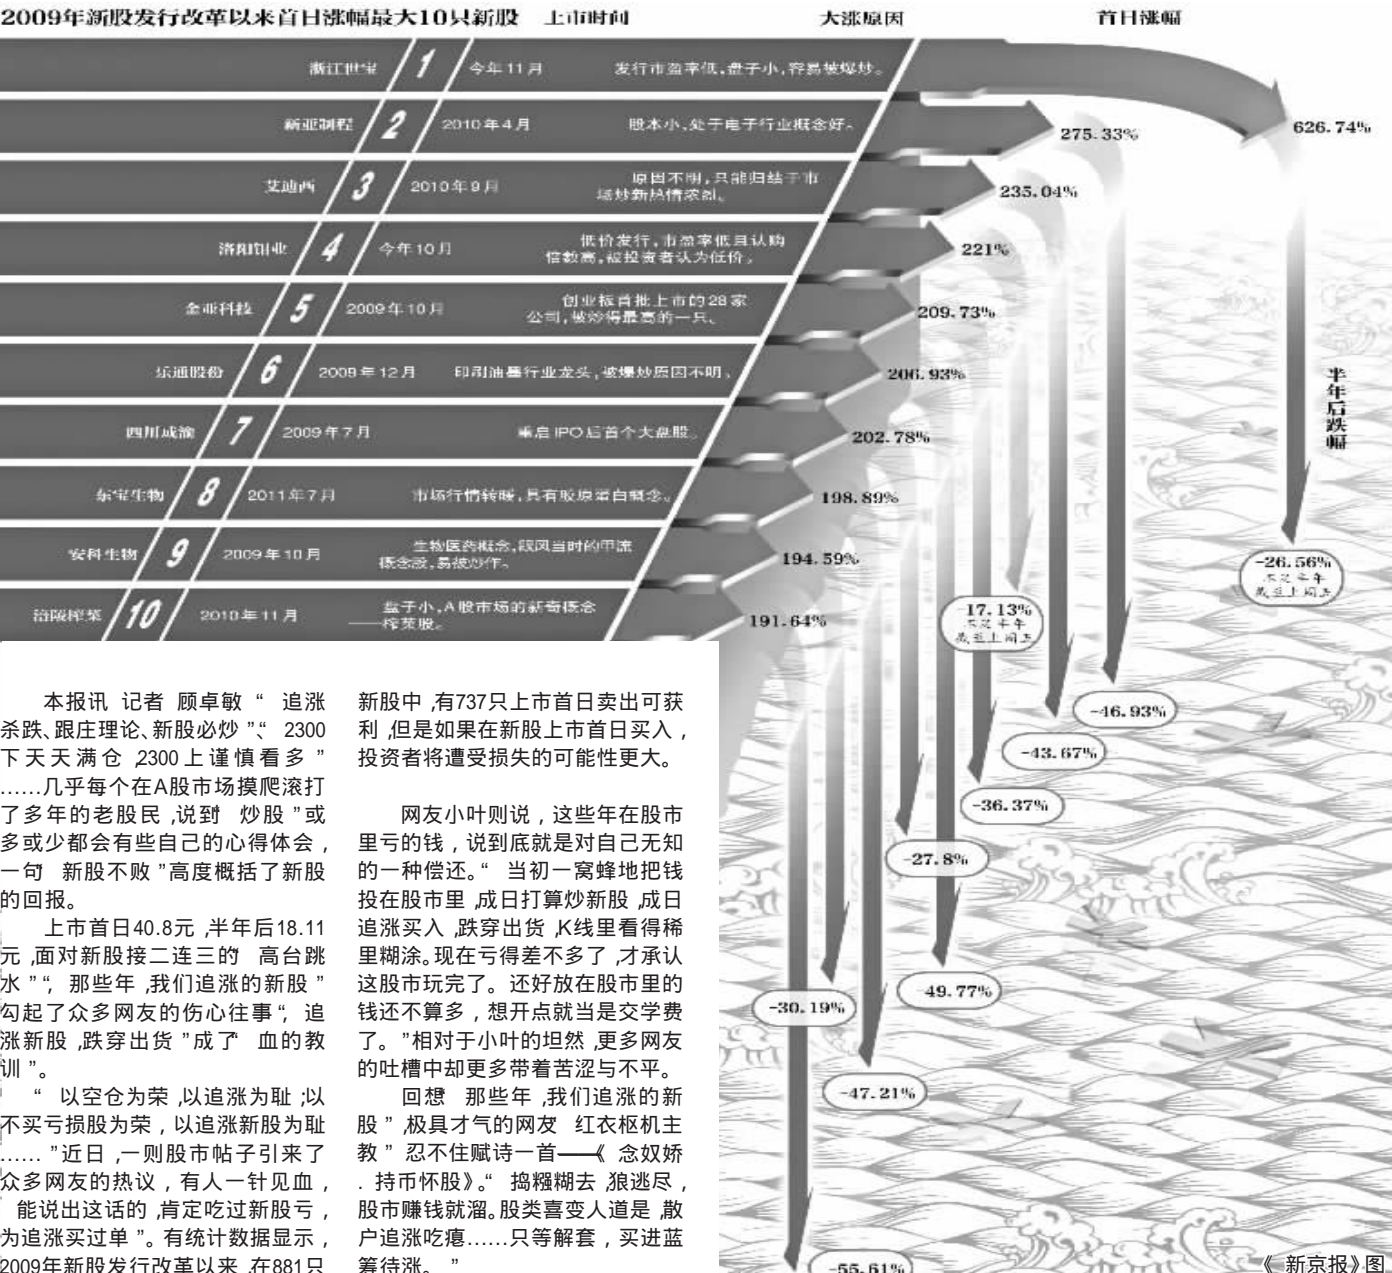 2009年新股发行改革以来首日涨幅最大10只新股 上市时间 大涨原因 首日涨幅
浙江世宝 1 今年11月 发行市盈率低,盘子小,容易被爆炒。
626.74%
新亚制程 2 2010年4月 股本小,处于电子行业概念好。
275.33%
艾迪西 3 2010年9月 原因不明,只能归结于市
场炒新热情浓烈。
235.04%
洛阳钼业 4 今年10月 低价发行,市盈率低且认购
倍数高,被投资者认为低价。
221%
金亚科技 5 2009年10月 创业板首批上市的28家
公司,被炒得最高的一只。
209.73%
乐通股份 6 2009年12月 印刷油墨行业龙头,被爆炒原因不明。
206.93%
四川成渝 7 2009年7月 重启IPO后首个大盘股。
202.78%
东宝生物 8 2011年7月 市场行情转暖,具有胶原蛋白概念。
198.89%
安科生物 9 2009年10月 生物医药概念,跟风当时的甲流
概念股,易被炒作。
194.59%
涪陵榨菜 10 2010年11月 盘子小,A股市场的新奇概念
——榨菜股。
191.64%
半年后跌幅
-26.56%
不足半年
截至上周五
-17.13%
不足半年
截至上周五
-46.93%
-43.67%
-36.37%
-27.8%
-49.77%
-30.19%
-47.21%
-55.61%
本报讯 记者 顾卓敏 “ 追涨
杀跌、跟庄理论、新股必炒 ”、“ 2300
下天天满仓 ,2300上谨慎看多 ”
……几乎每个在A股市场摸爬滚打
了多年的老股民 ,说到“ 炒股 ”或
多或少都会有些自己的心得体会 ,
一句“ 新股不败 ”高度概括了新股
的回报。
上市首日40.8元 ,半年后18.11
元 ,面对新股接二连三的“ 高台跳
水 ”,“ 那些年 ,我们追涨的新股 ”
勾起了众多网友的伤心往事 ,“ 追
涨新股 ,跌穿出货 ”成了“ 血的教
训 ”。
“ 以空仓为荣 ,以追涨为耻 ;以
不买亏损股为荣 , 以追涨新股为耻
…… ”近日 ,一则股市帖子引来了
众多网友的热议 , 有人一针见血 ,
能说出这话的 ,肯定吃过新股亏 ,
为追涨买过单 ”。有统计数据显示 ,
2009年新股发行改革以来 ,在881只
新股中 ,有737只上市首日卖出可获
利 ,但是如果在新股上市首日买入 ,
投资者将遭受损失的可能性更大。
网友小叶则说 , 这些年在股市
里亏的钱 , 说到底就是对自己无知
的一种偿还。“ 当初一窝蜂地把钱
投在股市里 ,成日打算炒新股 ,成日
追涨买入 ,跌穿出货 ,K线里看得稀
里糊涂。现在亏得差不多了 ,才承认
这股市玩完了。还好放在股市里的
钱还不算多 , 想开点就当是交学费
了。 ”相对于小叶的坦然 ,更多网友
的吐槽中却更多带着苦涩与不平。
回想“ 那些年 ,我们追涨的新
股 ” ,极具才气的网友“ 红衣枢机主
教 ” 忍不住赋诗一首——《 念奴娇
. 持币怀股》。“ 捣糨糊去 ,狼逃尽 ,
股市赚钱就溜。股类喜变人道是 ,散
户追涨吃瘪……只等解套 , 买进蓝
筹待涨。 ”
《 新京报》图